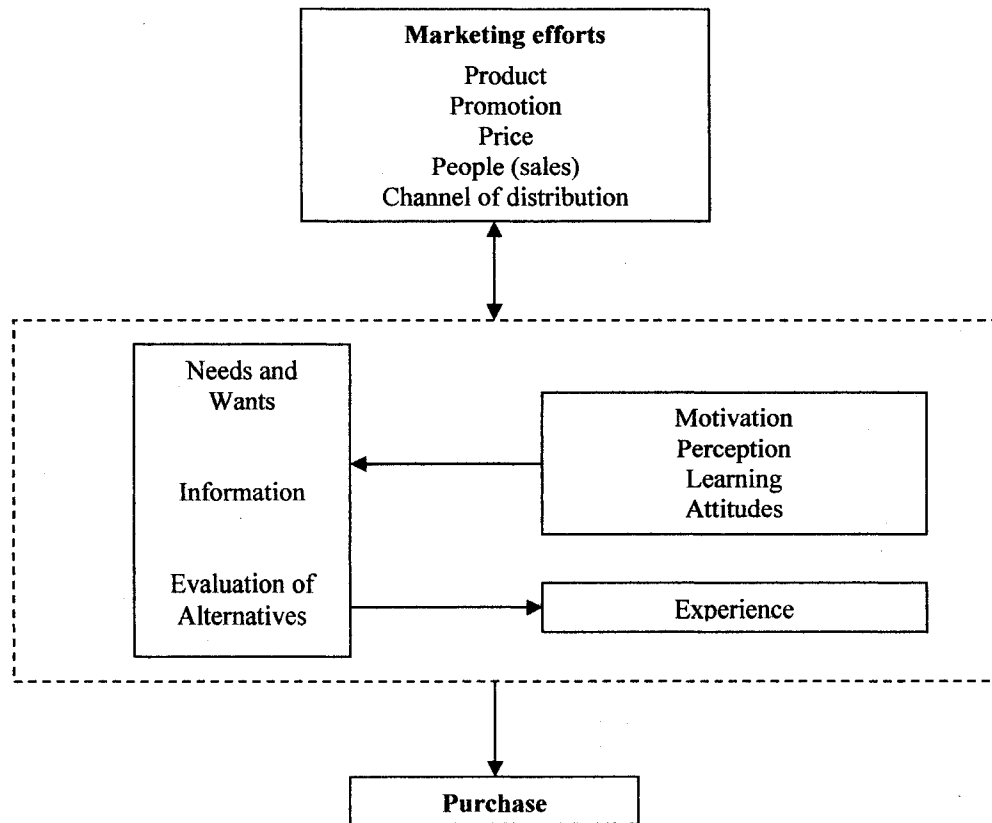 Marketing efforts
Product
Promotion
Price
People (sales)
Channel of distribution
Needs and
Wants
Information
Evaluation of
Alternatives
Motivation
Perception
Learning
Attitudes
Experience
Purchase